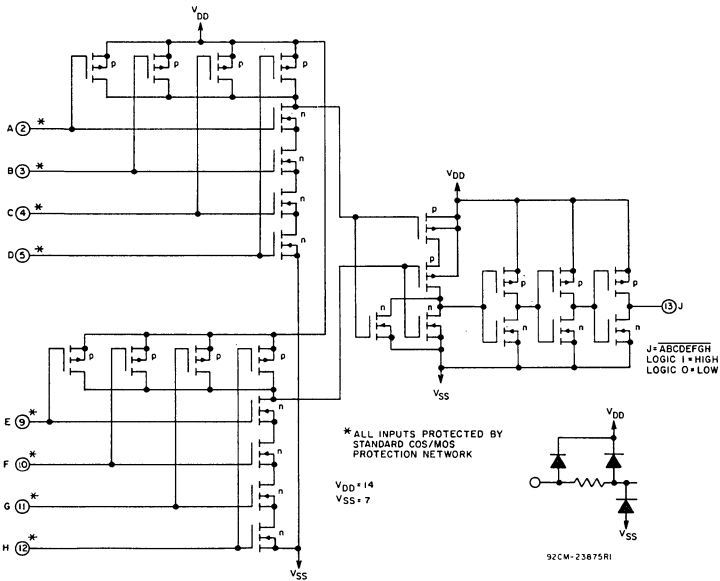 VDD
p
p
p
p
A 2 *
n
B 3 *
n
C 4 *
n
D 5 *
n
VDD
p
p
n
n
p
p
p
n
n
n
13 J
J=ABCDEFGH
LOGIC 1=HIGH
LOGIC 0=LOW
VSS
p
p
p
p
E 9 *
n
F 10 *
n
G 11 *
n
H 12 *
n
VSS
*ALL INPUTS PROTECTED BY
STANDARD COS/MOS
PROTECTION NETWORK
VDD=14
VSS=7
VDD
VSS
92CM-23875R1